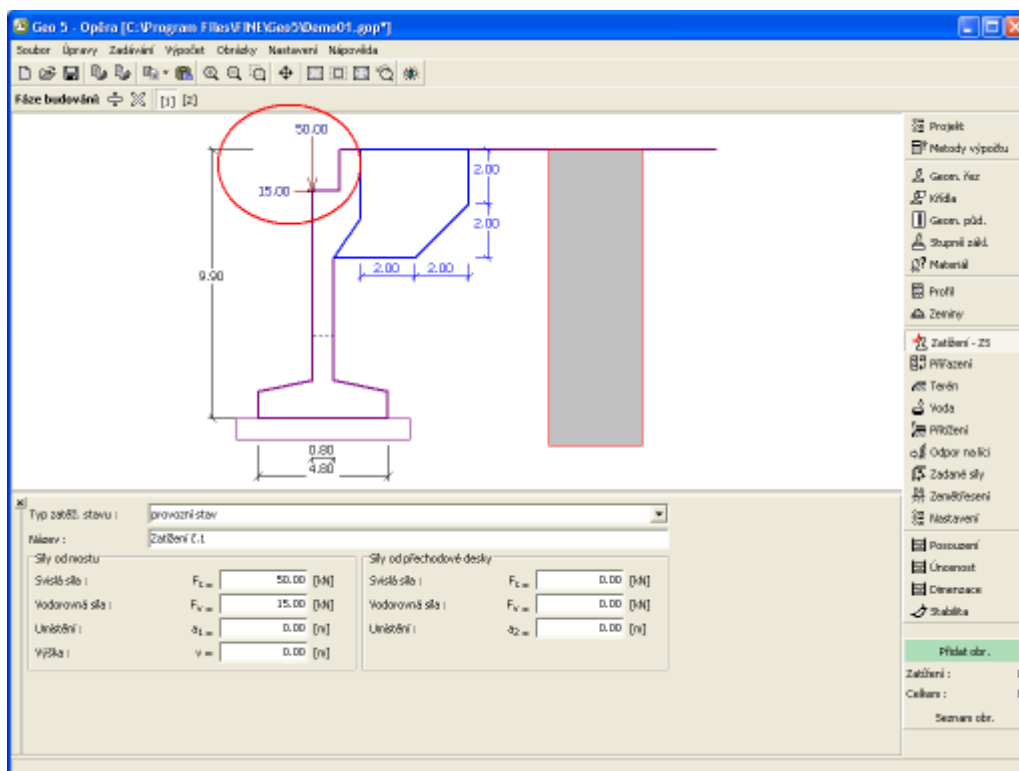 Geo 5 - Opěra [C:\Program Files\FINE\Geo5\Demo01.gop*]
Soubor Úpravy Zadávání Výpočet Obrázky Nastavení Nápověda
Fáze budování [1] [2]
50.00
15.00
2.00
2.00
2.00 2.00
9.90
0.80
4.80
Projekt
Metody výpočtu
Geom. řez
Křídla
Geom. půd.
Stupně zákl.
Materiál
Profil
Zeminy
Zatížení - ZS
Přiřazení
Terén
Voda
Přitížení
Odpor na líci
Zadané síly
Zemětřesení
Nastavení
Posouzení
Únosnost
Dimenzace
Stabilita
Přidat obr.
Zatížení :
Celkem :
Seznam obr.
Typ zatěž. stavu : provozní stav
Název : Zatížení č.1
Síly od mostu
Svislá síla : 50.00 [kN]
Vodorovná síla : 15.00 [kN]
Umístění : a1 = 0.00 [m]
Výška : v = 0.00 [m]
Síly od přechodové desky
Svislá síla : 0.00 [kN]
Vodorovná síla : 0.00 [kN]
Umístění : a2 = 0.00 [m]